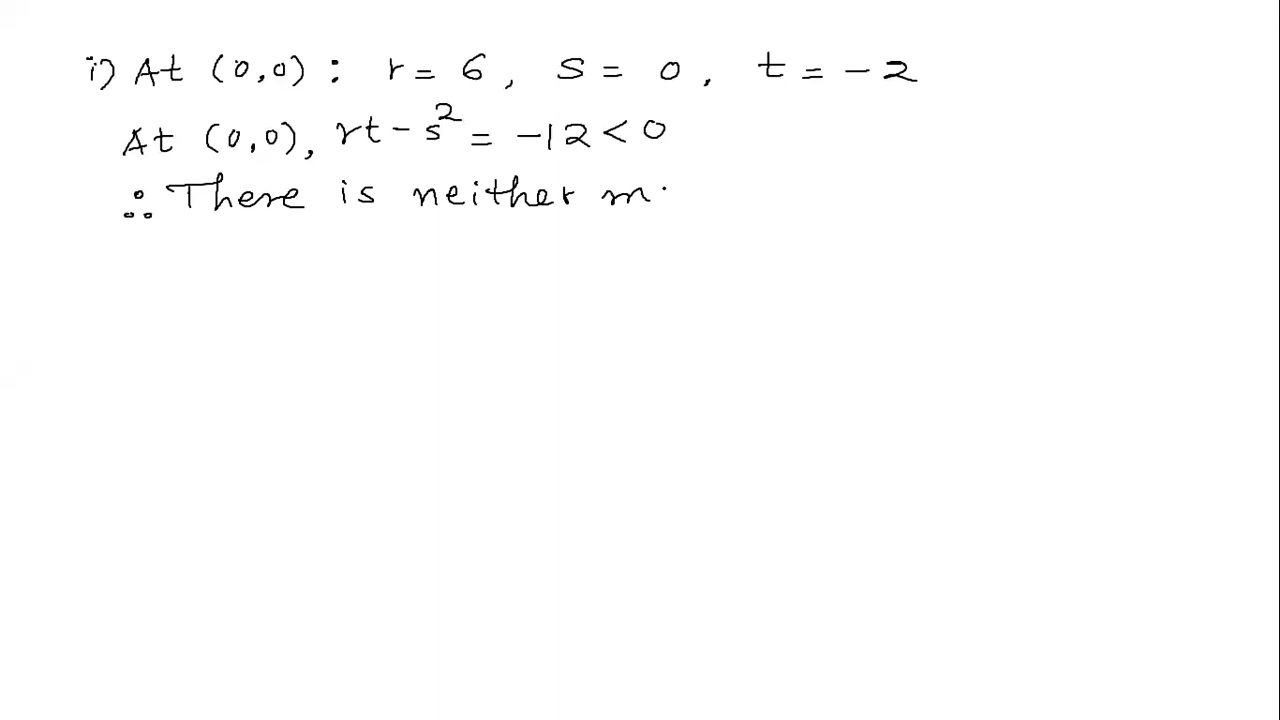 i) At (0,0) : r = 6 , s = 0 , t = -2
At (0,0), rt - s² = -12 < 0
∴ There is neither m